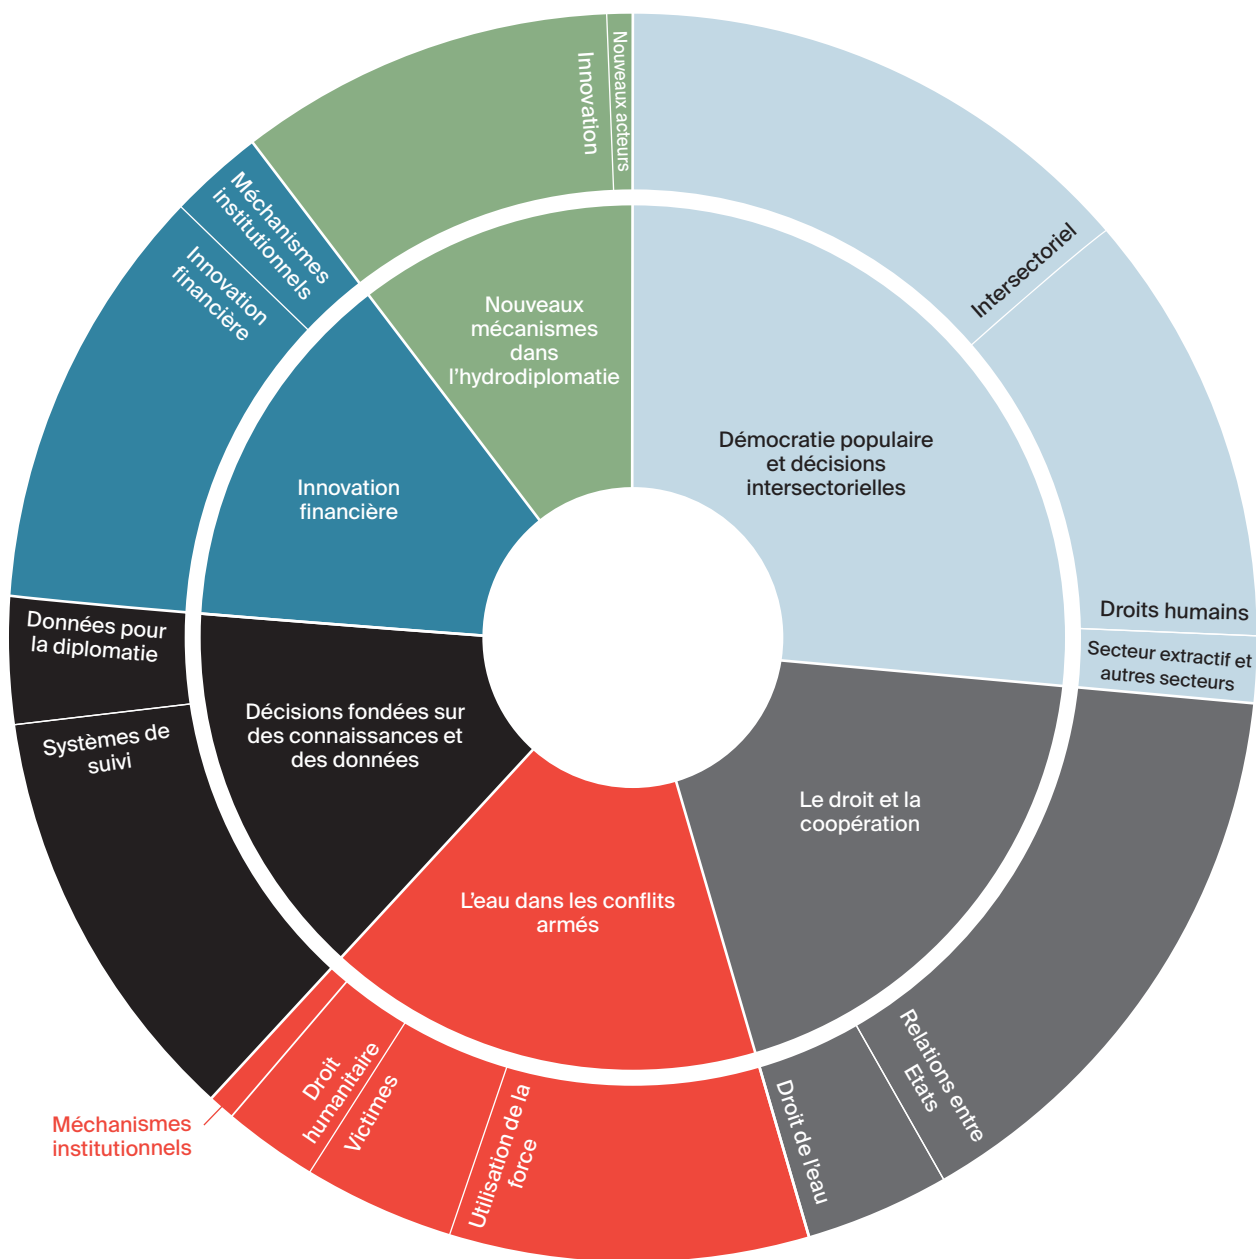 Nouveaux acteurs
Innovation
Méchanismes
institutionnels
Innovation
financière
Intersectoriel
Nouveaux
mécanismes
dans
l'hydrodiplomatie
Démocratie populaire
et décisions
intersectorielles
Innovation
financière
Droits humains
Secteur extractif et
autres secteurs
Données pour
la diplomatie
Systèmes de
suivi
Décisions fondées sur
des connaissances et
des données
Le droit et la
coopération
L'eau dans les conflits
armés
Relations entre
Etats
Droit de l'eau
Utilisation de la
force
Victimes
Droit
humanitaire
Méchanismes
institutionnels